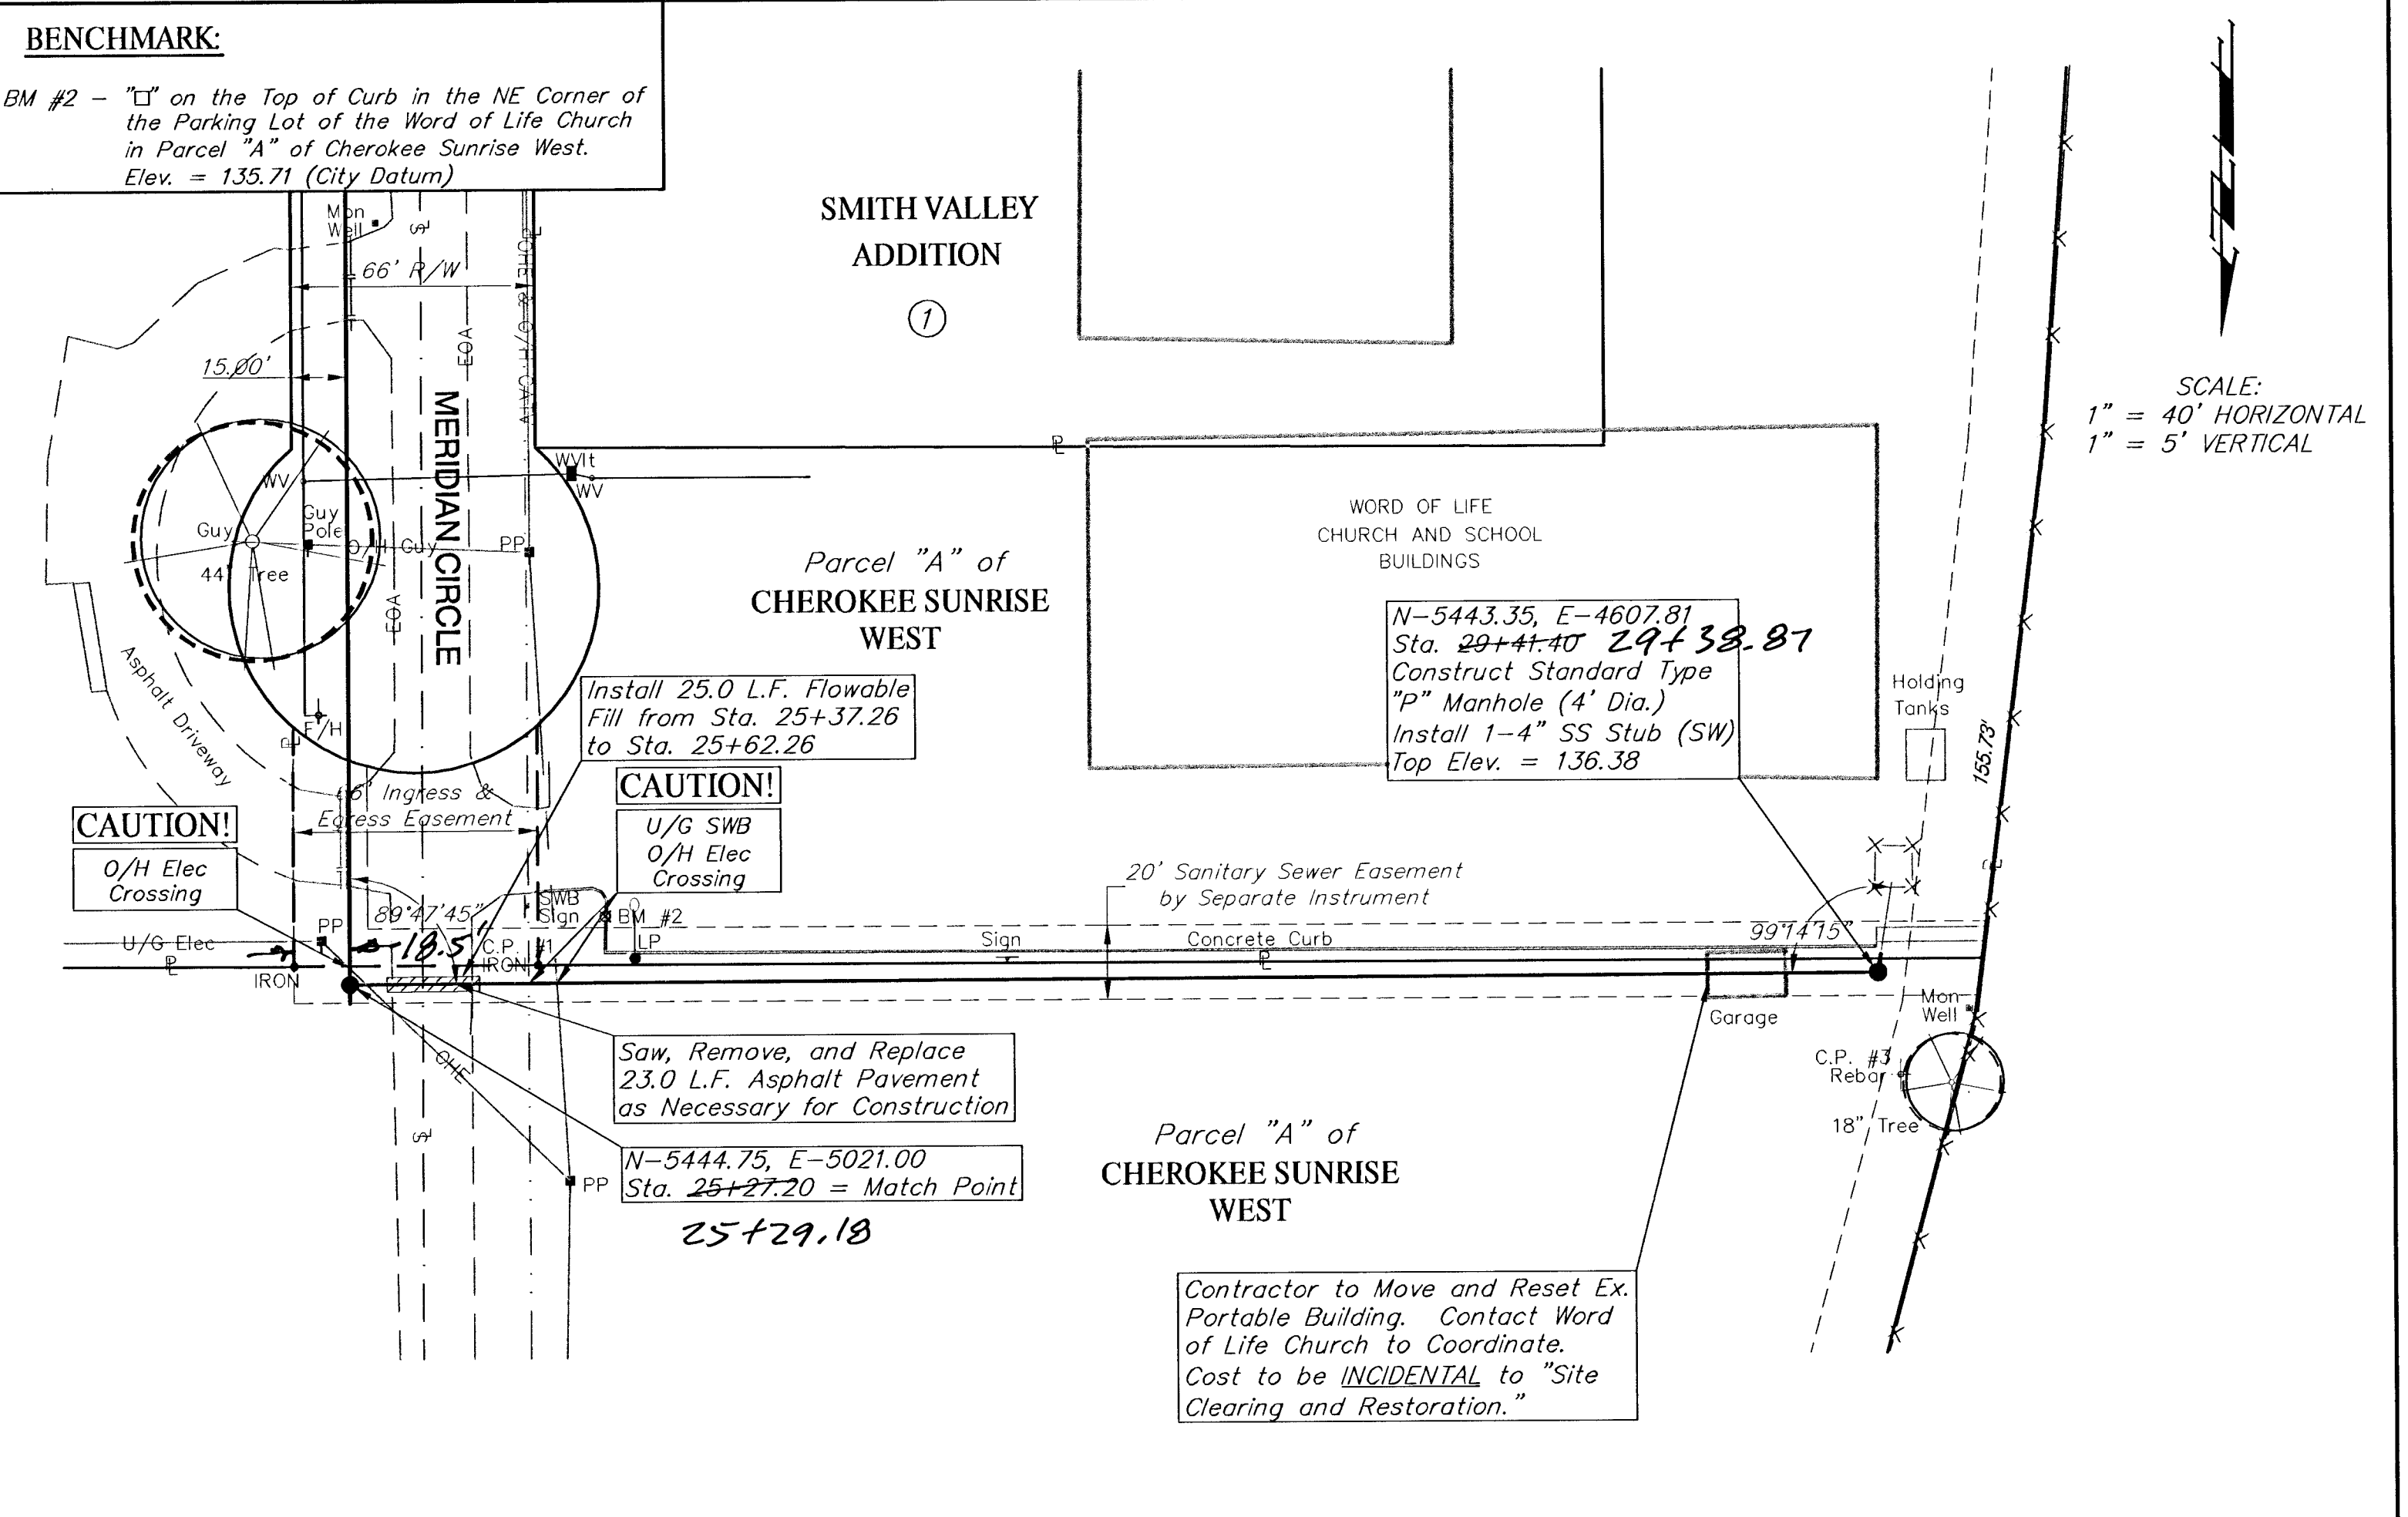 BENCHMARK:
BM #2 – "□" on the Top of Curb in the NE Corner of
the Parking Lot of the Word of Life Church
in Parcel "A" of Cherokee Sunrise West.
Elev. = 135.71 (City Datum)
SMITH VALLEY
ADDITION
1
SCALE:
1" = 40' HORIZONTAL
1" = 5' VERTICAL
Mon
Well
66' R/W
15.00'
EOA
OHE & O/H CATV
MERIDIAN CIRCLE
WV
WVlt
WV
Guy
Pole
Guy
O/H Guy
PP
44" Tree
EOA
F/H
Asphalt Driveway
Parcel "A" of
CHEROKEE SUNRISE
WEST
WORD OF LIFE
CHURCH AND SCHOOL
BUILDINGS
N–5443.35, E–4607.81
Sta. 29+41.40 29+38.87
Construct Standard Type
"P" Manhole (4' Dia.)
Install 1–4" SS Stub (SW)
Top Elev. = 136.38
Holding
Tanks
155.73'
Install 25.0 L.F. Flowable
Fill from Sta. 25+37.26
to Sta. 25+62.26
CAUTION!
U/G SWB
O/H Elec
Crossing
66' Ingress &
Egress Easement
CAUTION!
O/H Elec
Crossing
20' Sanitary Sewer Easement
by Separate Instrument
89°47'45"
SWB
Sign
BM #2
PP
U/G Elec
18.5'
C.P. #1
IRON
LP
Sign
Concrete Curb
99°14'15"
IRON
Garage
Mon
Well
C.P. #3
Rebar
18" Tree
OHE
Saw, Remove, and Replace
23.0 L.F. Asphalt Pavement
as Necessary for Construction
N–5444.75, E–5021.00
Sta. 25+27.20 = Match Point
25+29.18
PP
Parcel "A" of
CHEROKEE SUNRISE
WEST
Contractor to Move and Reset Ex.
Portable Building. Contact Word
of Life Church to Coordinate.
Cost to be INCIDENTAL to "Site
Clearing and Restoration."